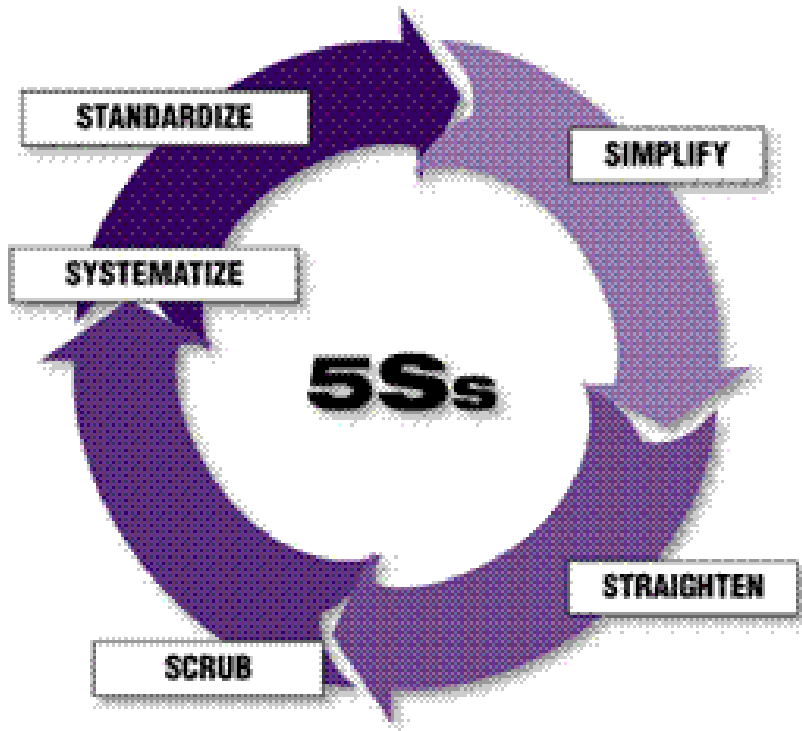 STANDARDIZE
SIMPLIFY
SYSTEMATIZE
5Ss
STRAIGHTEN
SCRUB